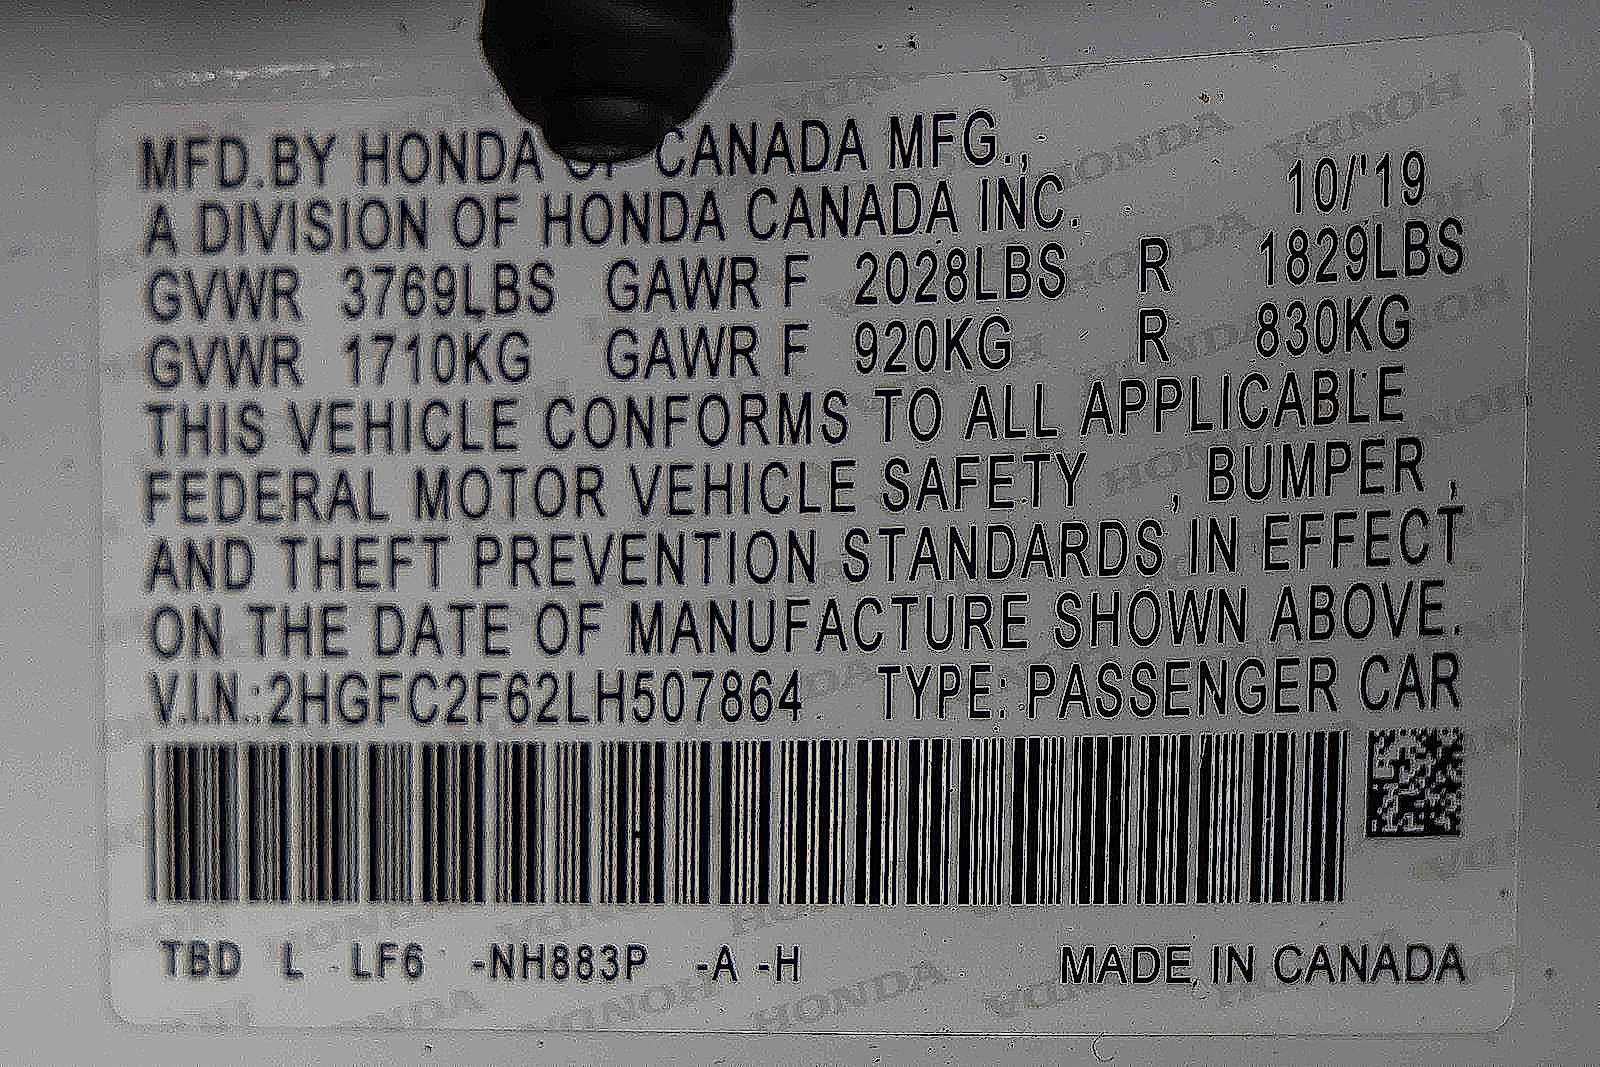 MFD.BY HONDA OF CANADA MFG.,
A DIVISION OF HONDA CANADA INC. 10/'19
GVWR 3769LBS GAWR F 2028LBS R 1829LBS
GVWR 1710KG GAWR F 920KG R 830KG
THIS VEHICLE CONFORMS TO ALL APPLICABLE
FEDERAL MOTOR VEHICLE SAFETY , BUMPER ,
AND THEFT PREVENTION STANDARDS IN EFFECT
ON THE DATE OF MANUFACTURE SHOWN ABOVE.
V.I.N.:2HGFC2F62LH507864 TYPE: PASSENGER CAR
TBD L - LF6 -NH883P -A -H MADE IN CANADA